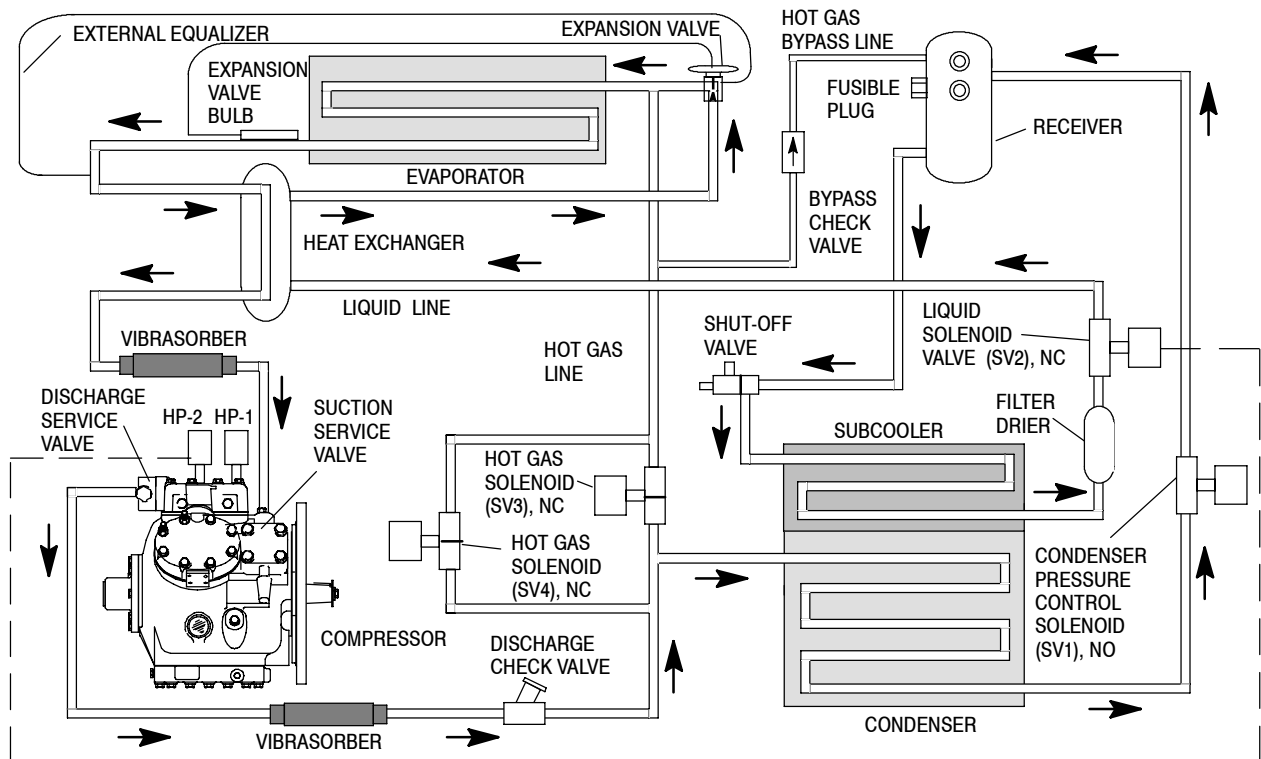 EXTERNAL EQUALIZER
EXPANSION VALVE
HOT GAS
BYPASS LINE
EXPANSION
VALVE
BULB
FUSIBLE
PLUG
RECEIVER
EVAPORATOR
BYPASS
CHECK
VALVE
HEAT EXCHANGER
LIQUID LINE
VIBRASORBER
HOT GAS
LINE
SHUT-OFF
VALVE
LIQUID
SOLENOID
VALVE (SV2), NC
DISCHARGE
SERVICE
VALVE
HP-2
HP-1
SUCTION
SERVICE
VALVE
FILTER
DRIER
SUBCOOLER
HOT GAS
SOLENOID
(SV3), NC
HOT GAS
SOLENOID
(SV4), NC
CONDENSER
PRESSURE
CONTROL
SOLENOID
(SV1), NO
COMPRESSOR
DISCHARGE
CHECK VALVE
VIBRASORBER
CONDENSER